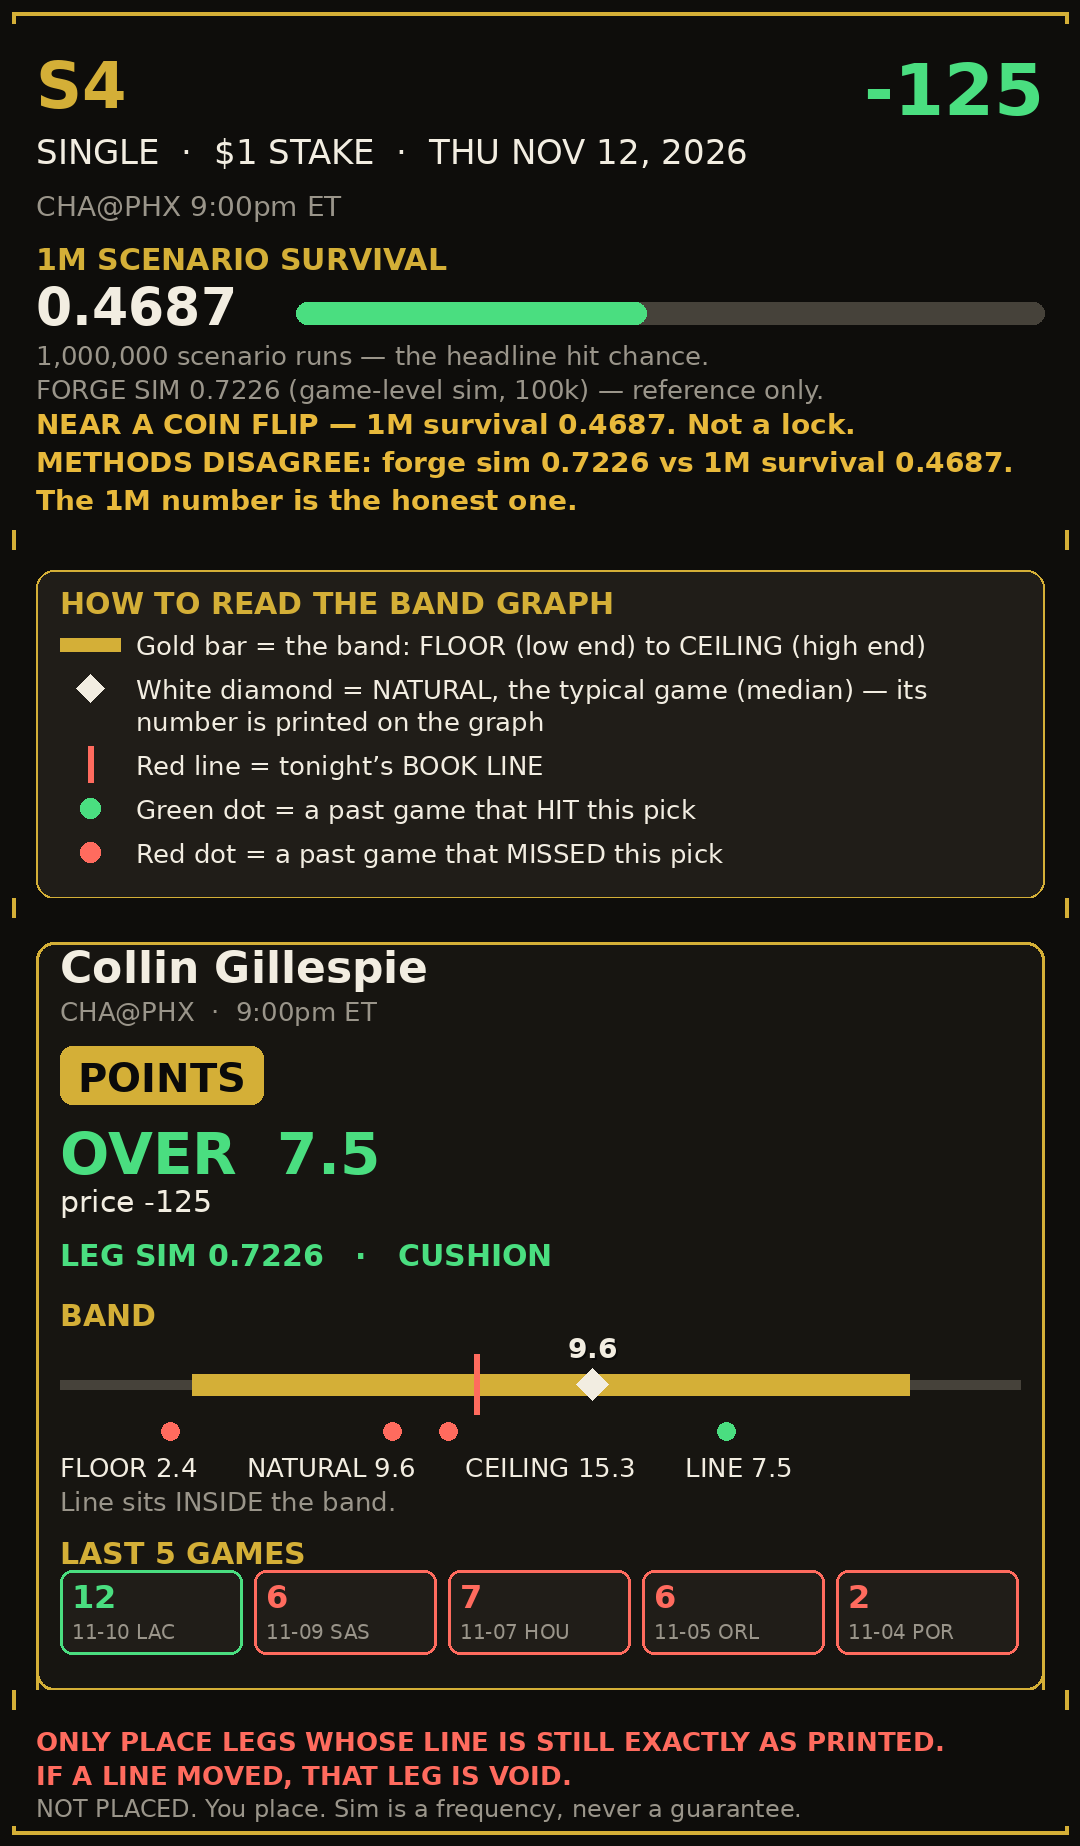 S4
-125
SINGLE · $1 STAKE · THU NOV 12, 2026
CHA@PHX 9:00pm ET
1M SCENARIO SURVIVAL
0.4687
1,000,000 scenario runs — the headline hit chance.
FORGE SIM 0.7226 (game-level sim, 100k) — reference only.
NEAR A COIN FLIP — 1M survival 0.4687. Not a lock.
METHODS DISAGREE: forge sim 0.7226 vs 1M survival 0.4687.
The 1M number is the honest one.
HOW TO READ THE BAND GRAPH
Gold bar = the band: FLOOR (low end) to CEILING (high end)
White diamond = NATURAL, the typical game (median) — its
number is printed on the graph
Red line = tonight’s BOOK LINE
Green dot = a past game that HIT this pick
Red dot = a past game that MISSED this pick
Collin Gillespie
CHA@PHX · 9:00pm ET
POINTS
OVER 7.5
price -125
LEG SIM 0.7226 · CUSHION
BAND
9.6
FLOOR 2.4 NATURAL 9.6 CEILING 15.3 LINE 7.5
Line sits INSIDE the band.
LAST 5 GAMES
12 6 7 6 2
11-10 LAC 11-09 SAS 11-07 HOU 11-05 ORL 11-04 POR
ONLY PLACE LEGS WHOSE LINE IS STILL EXACTLY AS PRINTED.
IF A LINE MOVED, THAT LEG IS VOID.
NOT PLACED. You place. Sim is a frequency, never a guarantee.